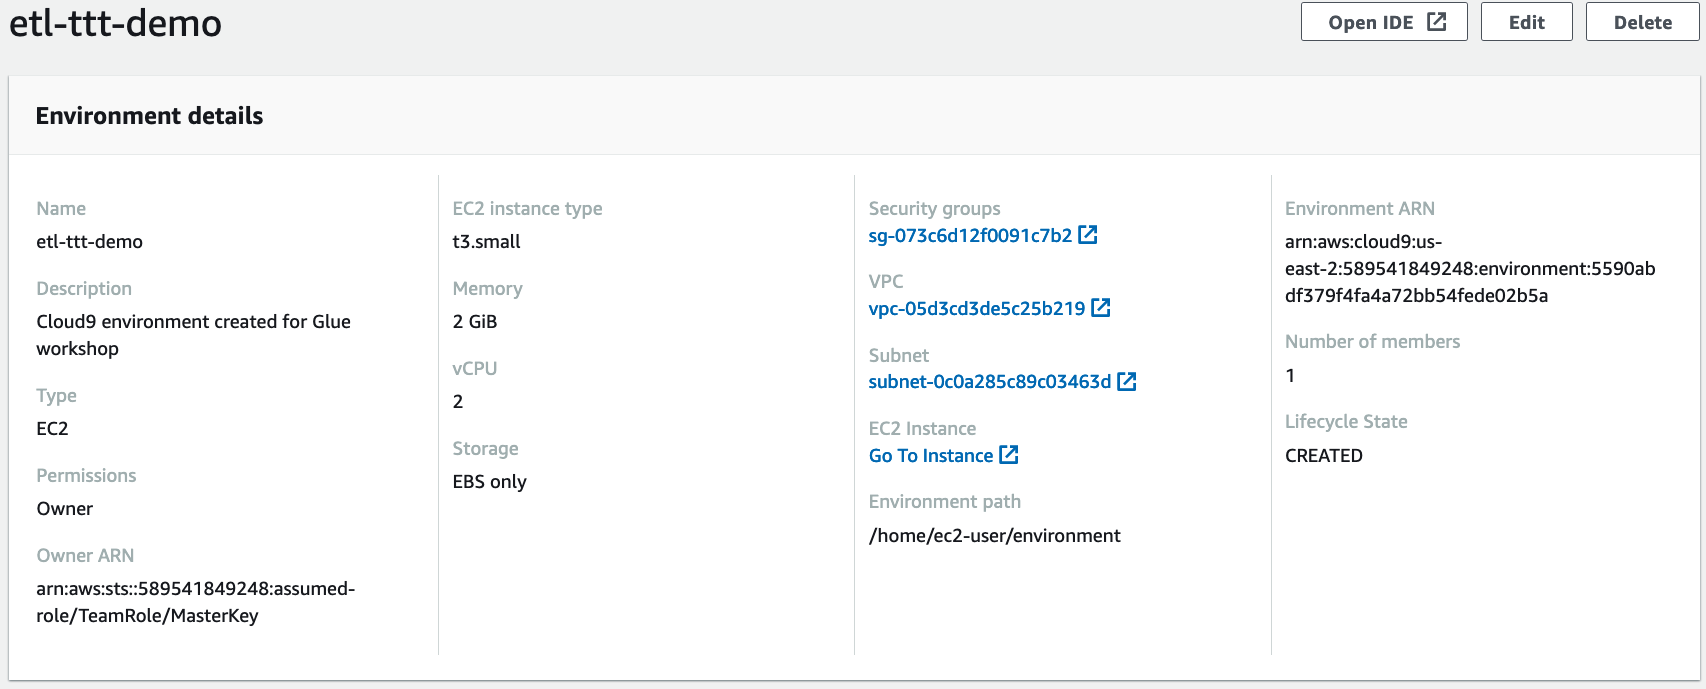 etl-ttt-demo
Open IDE
Edit
Delete
Environment details
Name
etl-ttt-demo
Description
Cloud9 environment created for Glue
workshop
Type
EC2
Permissions
Owner
Owner ARN
arn:aws:sts::589541849248:assumed-
role/TeamRole/MasterKey
EC2 instance type
t3.small
Memory
2 GiB
vCPU
2
Storage
EBS only
Security groups
sg-073c6d12f0091c7b2
VPC
vpc-05d3cd3de5c25b219
Subnet
subnet-0c0a285c89c03463d
EC2 Instance
Go To Instance
Environment path
/home/ec2-user/environment
Environment ARN
arn:aws:cloud9:us-
east-2:589541849248:environment:5590ab
df379f4fa4a72bb54fede02b5a
Number of members
1
Lifecycle State
CREATED